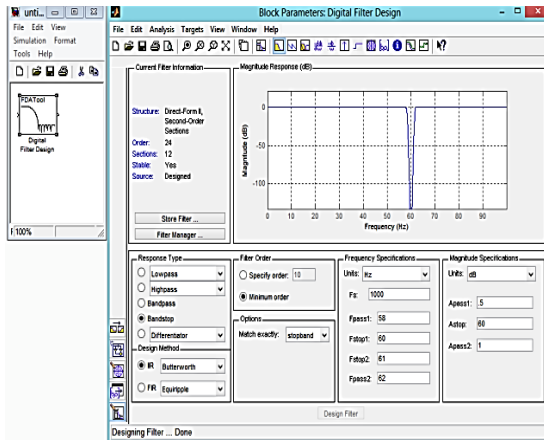 unti...
File Edit View
Simulation Format
Tools Help
FDATool
Digital
Filter Design
100%
Block Parameters: Digital Filter Design
File Edit Analysis Targets View Window Help
Current Filter Information
Structure: Direct-Form II,
Second-Order
Sections
Order: 24
Sections: 12
Stable: Yes
Source: Designed
Store Filter ...
Filter Manager ...
Magnitude Response (dB)
Magnitude (dB)
0
-50
-100
0 10 20 30 40 50 60 70 80 90
Frequency (Hz)
Response Type
Lowpass
Highpass
Bandpass
Bandstop
Differentiator
Design Method
IIR Butterworth
FIR Equiripple
Filter Order
Specify order: 10
Minimum order
Options
Match exactly: stopband
Frequency Specifications
Units: Hz
Fs: 1000
Fpass1: 58
Fstop1: 60
Fstop2: 61
Fpass2: 62
Magnitude Specifications
Units: dB
Apass1: .5
Astop: 60
Apass2: 1
Design Filter
Designing Filter ... Done